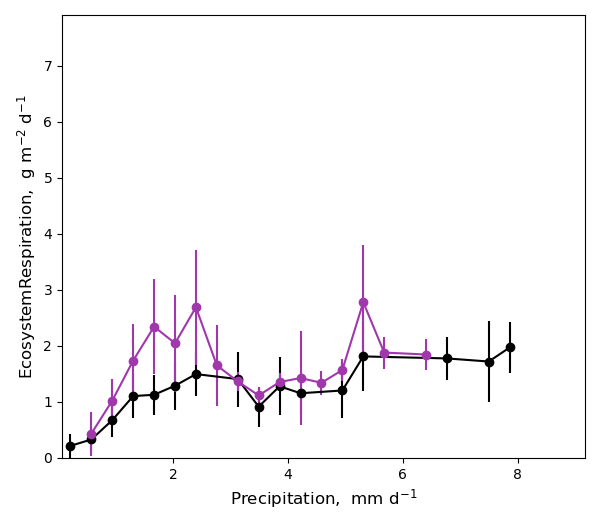 7
6
5
4
3
2
1
0
EcosystemRespiration, g m⁻² d⁻¹
2 4 6 8
Precipitation, mm d⁻¹